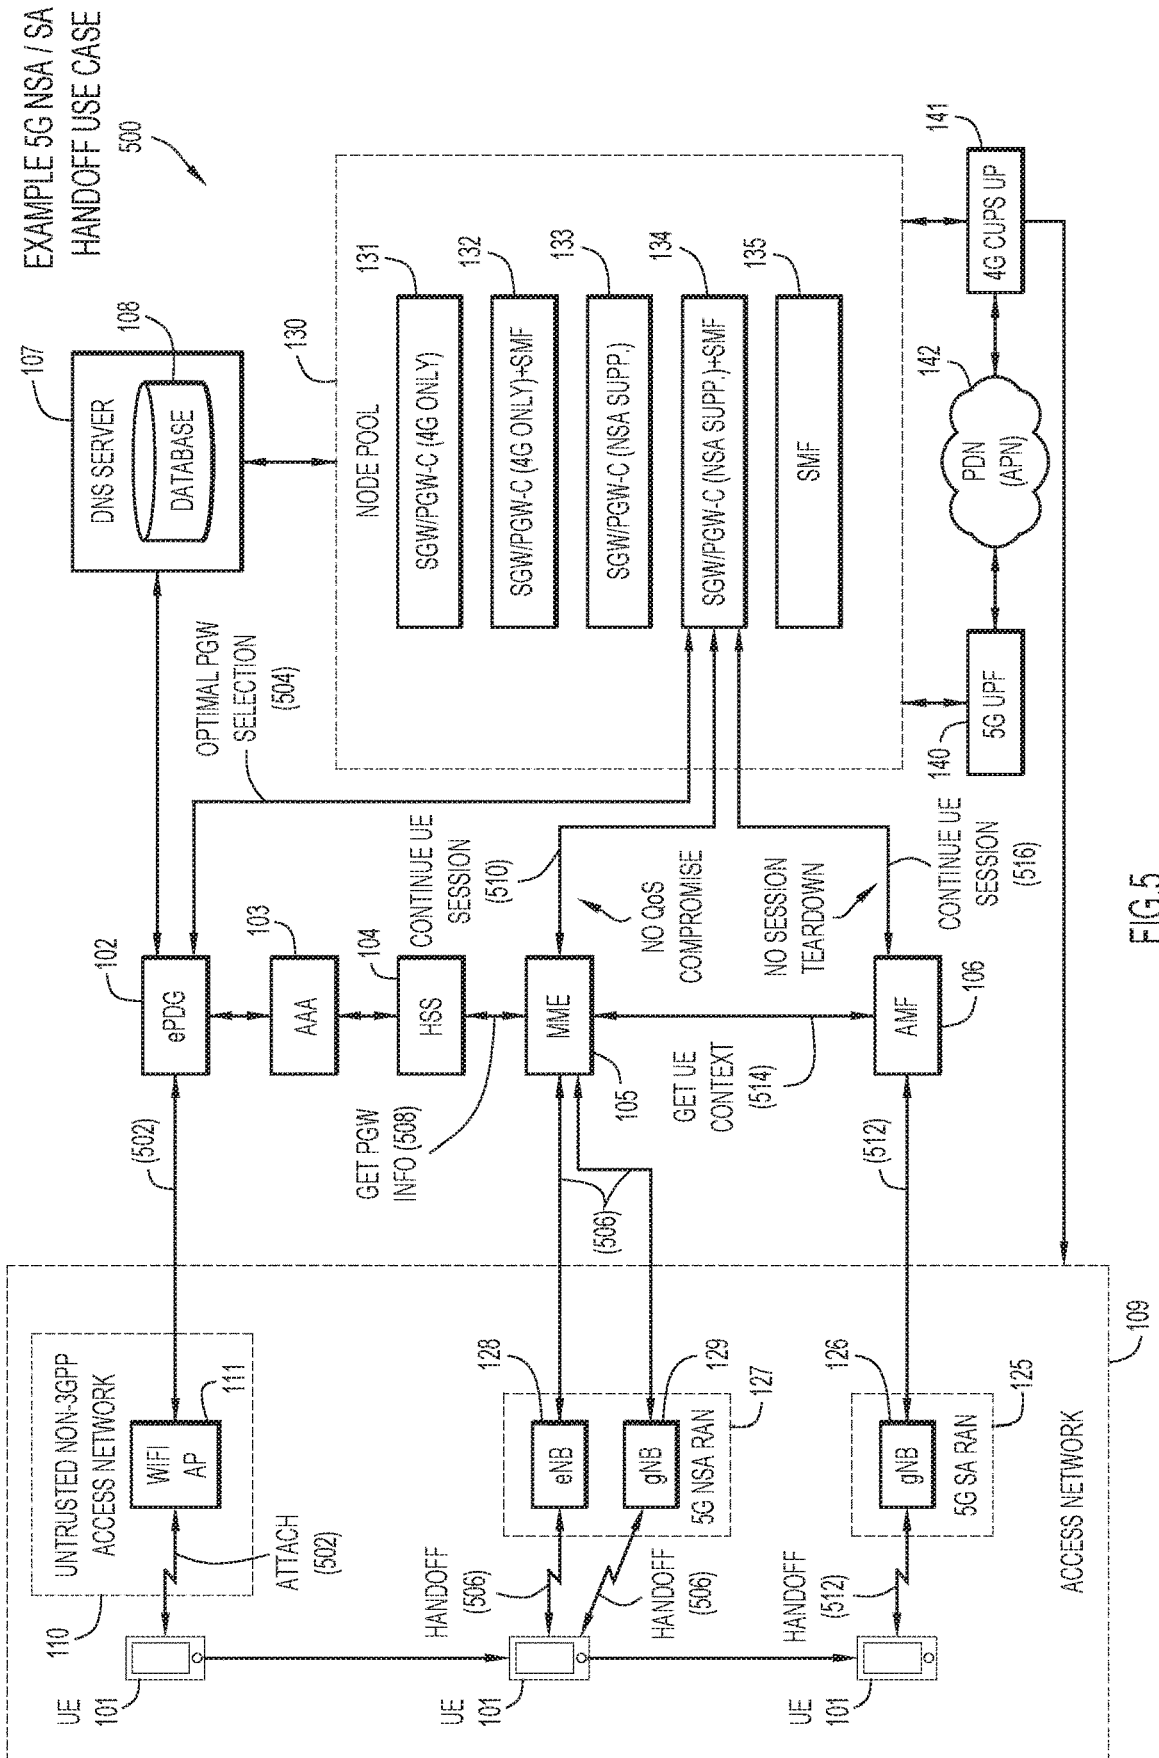 EXAMPLE 5G NSA / SA
HANDOFF USE CASE
500
107
DNS SERVER
108
DATABASE
130
NODE POOL
131
SGW/PGW-C (4G ONLY)
132
SGW/PGW-C (4G ONLY)+SMF
133
SGW/PGW-C (NSA SUPP.)
134
SGW/PGW-C (NSA SUPP.)+SMF
135
SMF
141
4G CUPS UP
142
PDN
(APN)
140
5G UPF
OPTIMAL PGW
SELECTION
(504)
102
ePDG
103
AAA
104
HSS
CONTINUE UE
SESSION
(510)
NO QoS
COMPROMISE
NO SESSION
TEARDOWN
CONTINUE UE
SESSION
(516)
MME
105
AMF
106
(502)
GET PGW
INFO (508)
(506)
GET UE
CONTEXT
(514)
(512)
UNTRUSTED NON-3GPP
ACCESS NETWORK
111
WIFI
AP
110
ATTACH
(502)
128
eNB
129
gNB
127
5G NSA RAN
126
gNB
125
5G SA RAN
ACCESS NETWORK
109
HANDOFF
(506)
HANDOFF
(506)
HANDOFF
(512)
UE
101
UE
101
UE
101
FIG.5